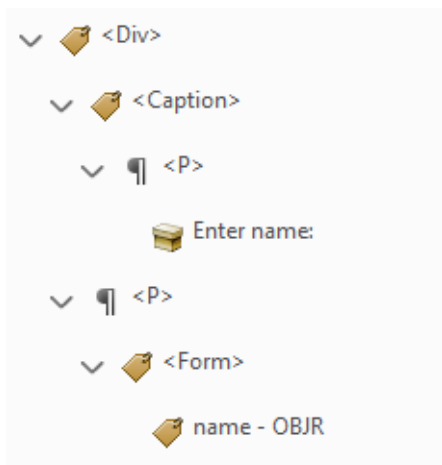 <Div>
<Caption>
<P>
Enter name:
<P>
<Form>
name - OBJR